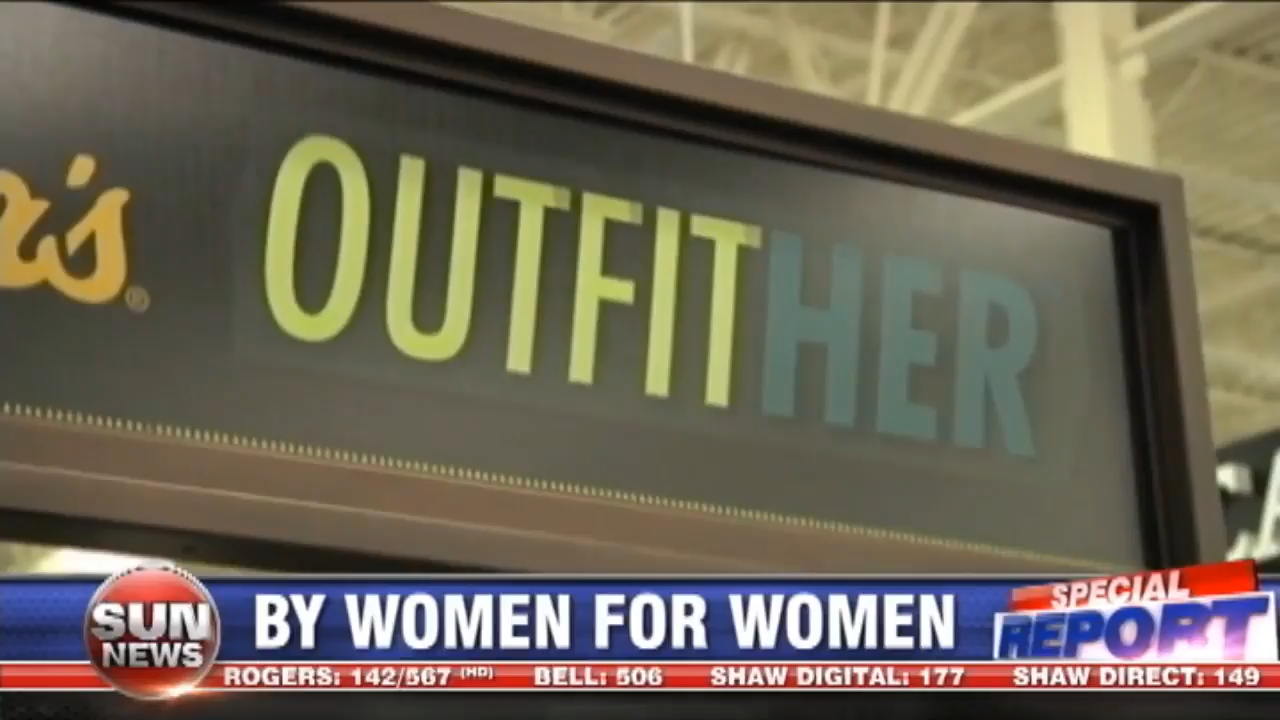 OUTFITHER
SPECIAL
SUN
NEWS
BY WOMEN FOR WOMEN
REPORT
ROGERS: 142/567 (HD) BELL: 506 SHAW DIGITAL: 177 SHAW DIRECT: 149